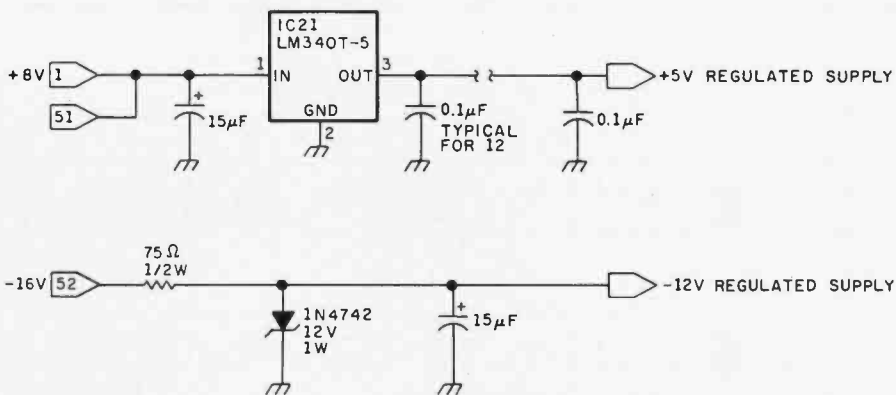 IC21
LM340T-5
+8V 1
1
IN
OUT
3
+5V REGULATED SUPPLY
51
+
15µF
GND
2
0.1µF
TYPICAL
FOR 12
0.1µF
75Ω
1/2W
-16V 52
-12V REGULATED SUPPLY
1N4742
12V
1W
+
15µF